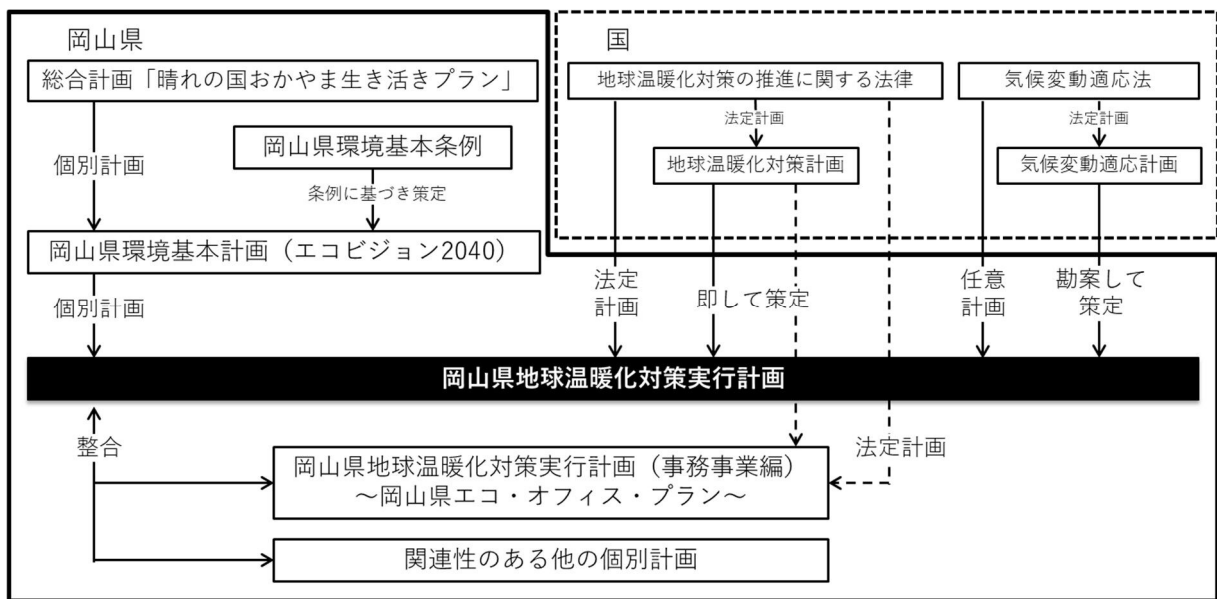 岡山県
総合計画「晴れの国おかやま生き活きプラン」
個別計画
岡山県環境基本条例
条例に基づき策定
岡山県環境基本計画（エコビジョン2040）
個別計画
国
地球温暖化対策の推進に関する法律
法定計画
地球温暖化対策計画
気候変動適応法
法定計画
気候変動適応計画
法定
計画
即して策定
任意
計画
勘案して
策定
岡山県地球温暖化対策実行計画
整合
岡山県地球温暖化対策実行計画（事務事業編）
～岡山県エコ・オフィス・プラン～
法定計画
関連性のある他の個別計画